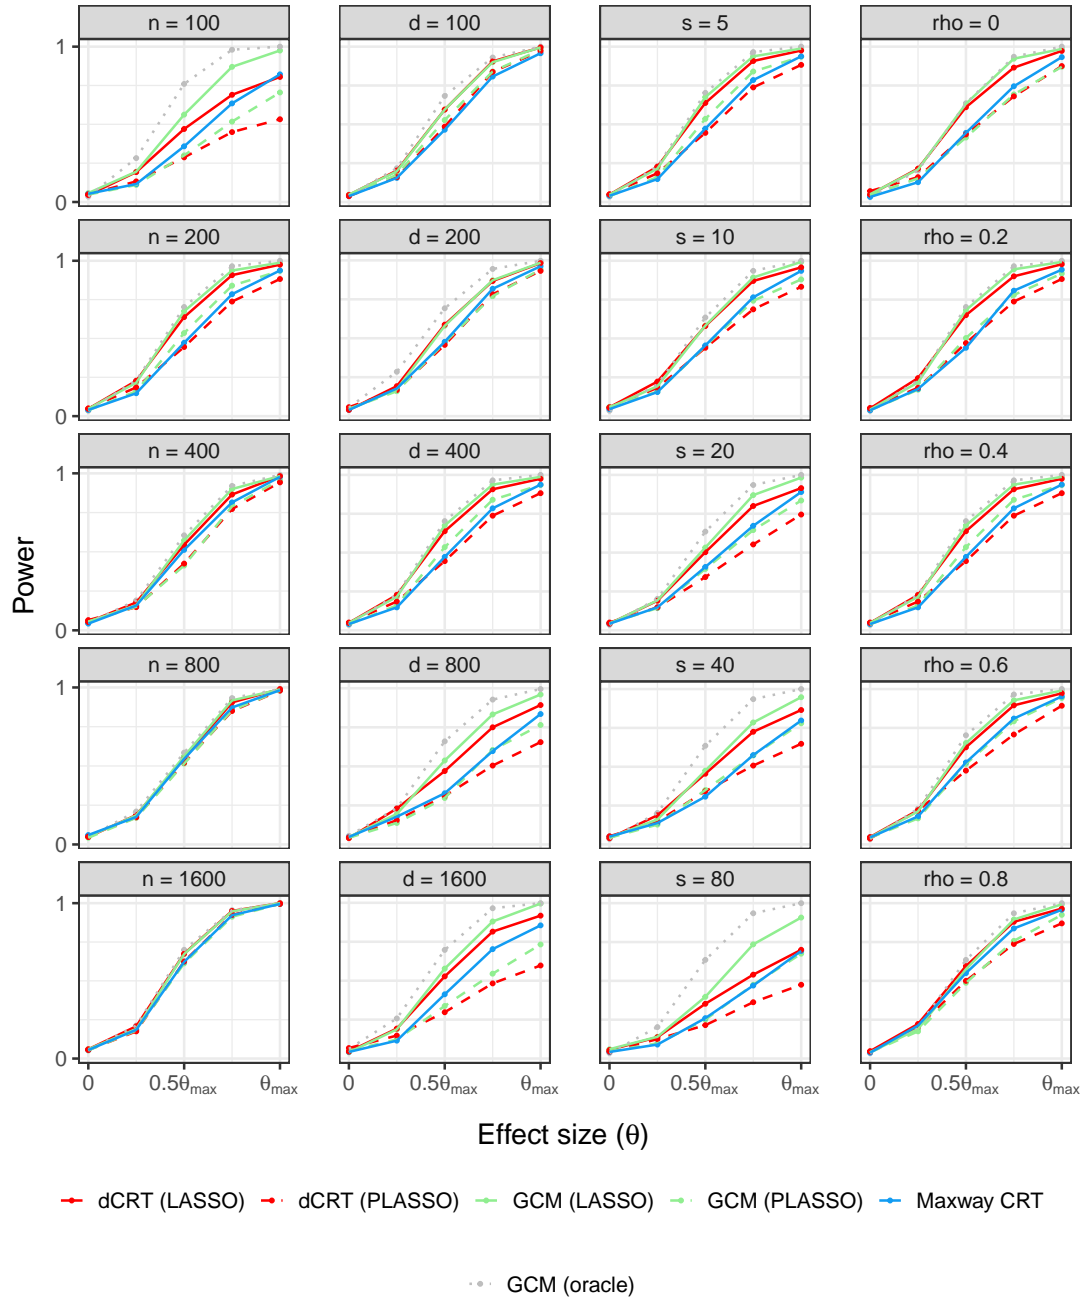 n = 100
d = 100
s = 5
rho = 0
1
0
n = 200
d = 200
s = 10
rho = 0.2
1
0
n = 400
d = 400
s = 20
rho = 0.4
1
0
n = 800
d = 800
s = 40
rho = 0.6
1
0
n = 1600
d = 1600
s = 80
rho = 0.8
1
0
Power
0 0.5θmax θmax
0 0.5θmax θmax
0 0.5θmax θmax
0 0.5θmax θmax
Effect size (θ)
dCRT (LASSO) dCRT (PLASSO) GCM (LASSO) GCM (PLASSO) Maxway CRT
GCM (oracle)